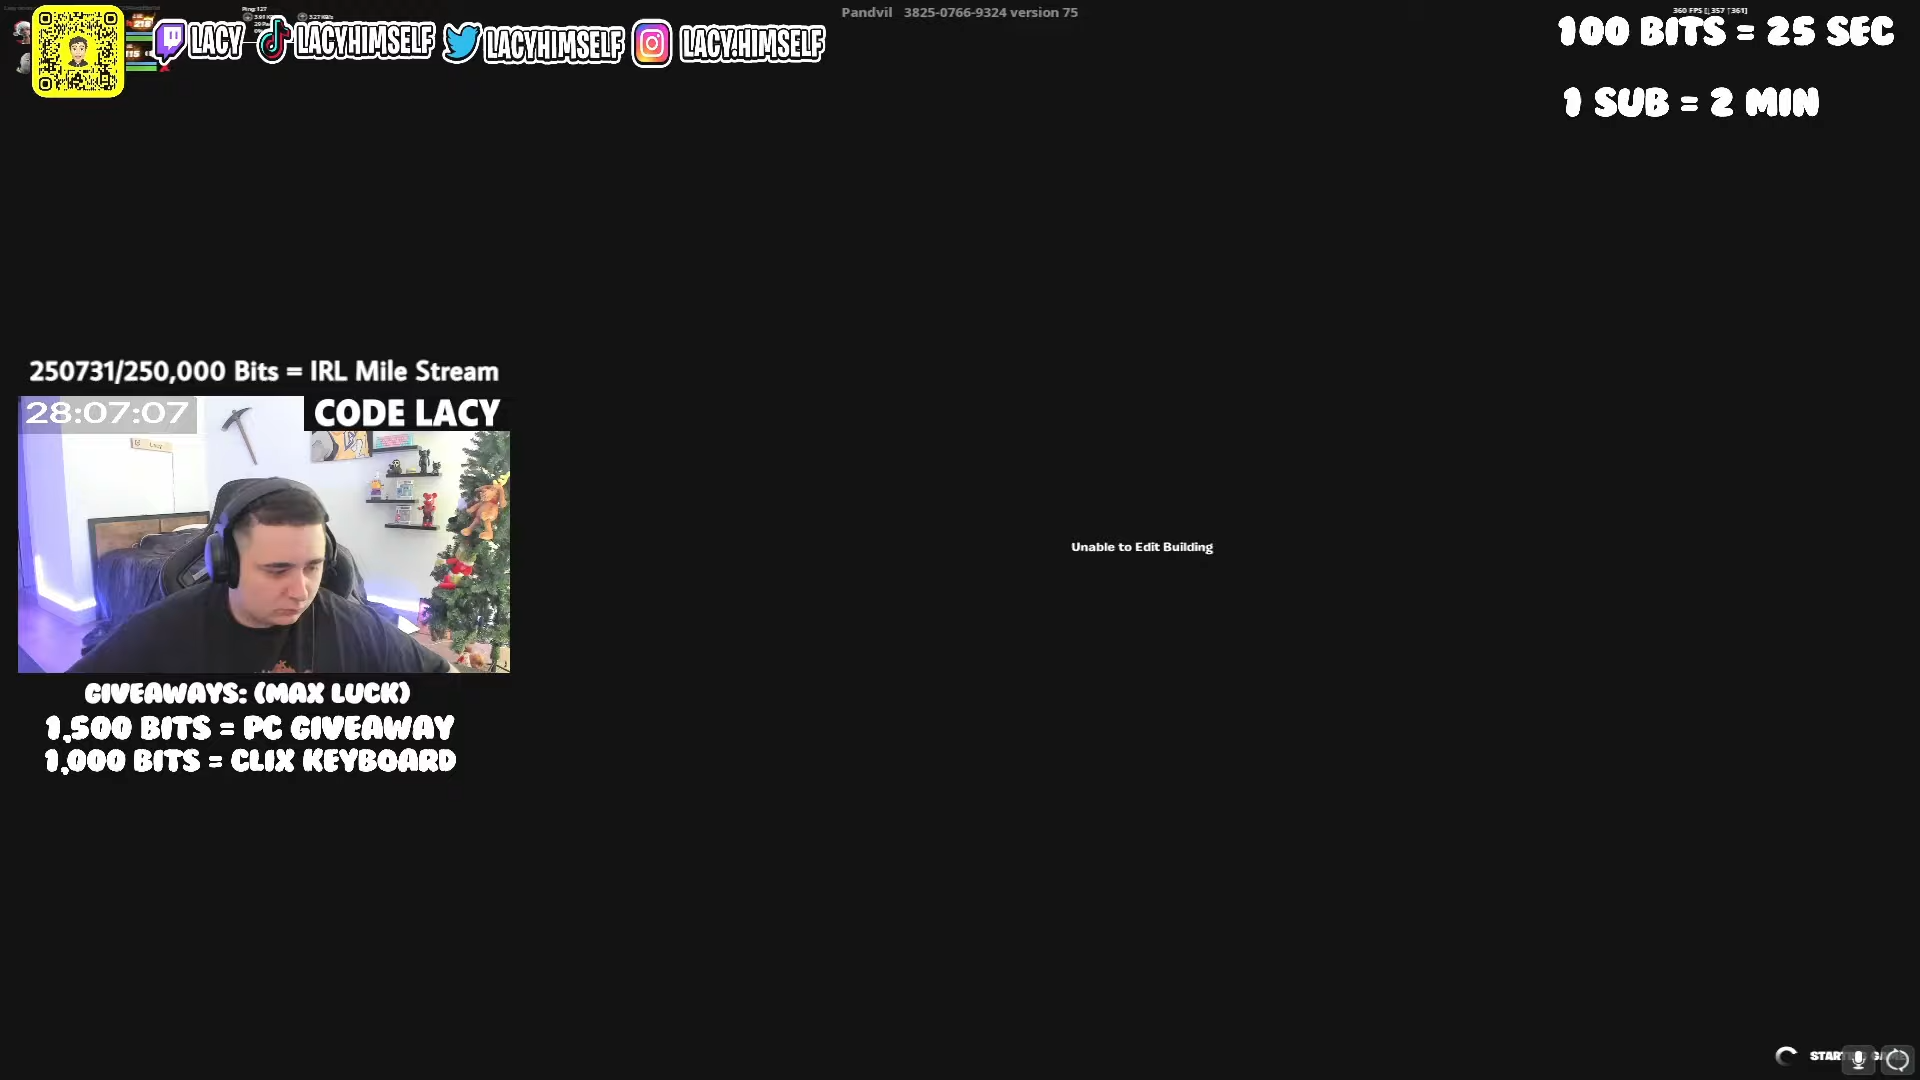 Ping: 127
Pandvil 3825-0766-9324 version 75
LACY LACYHIMSELF LACYHIMSELF LACY.HIMSELF
100 BITS = 25 SEC
1 SUB = 2 MIN
250731/250,000 Bits = IRL Mile Stream
28:07:07
CODE LACY
Unable to Edit Building
GIVEAWAYS: (MAX LUCK)
1,500 BITS = PC GIVEAWAY
1,000 BITS = CLIX KEYBOARD